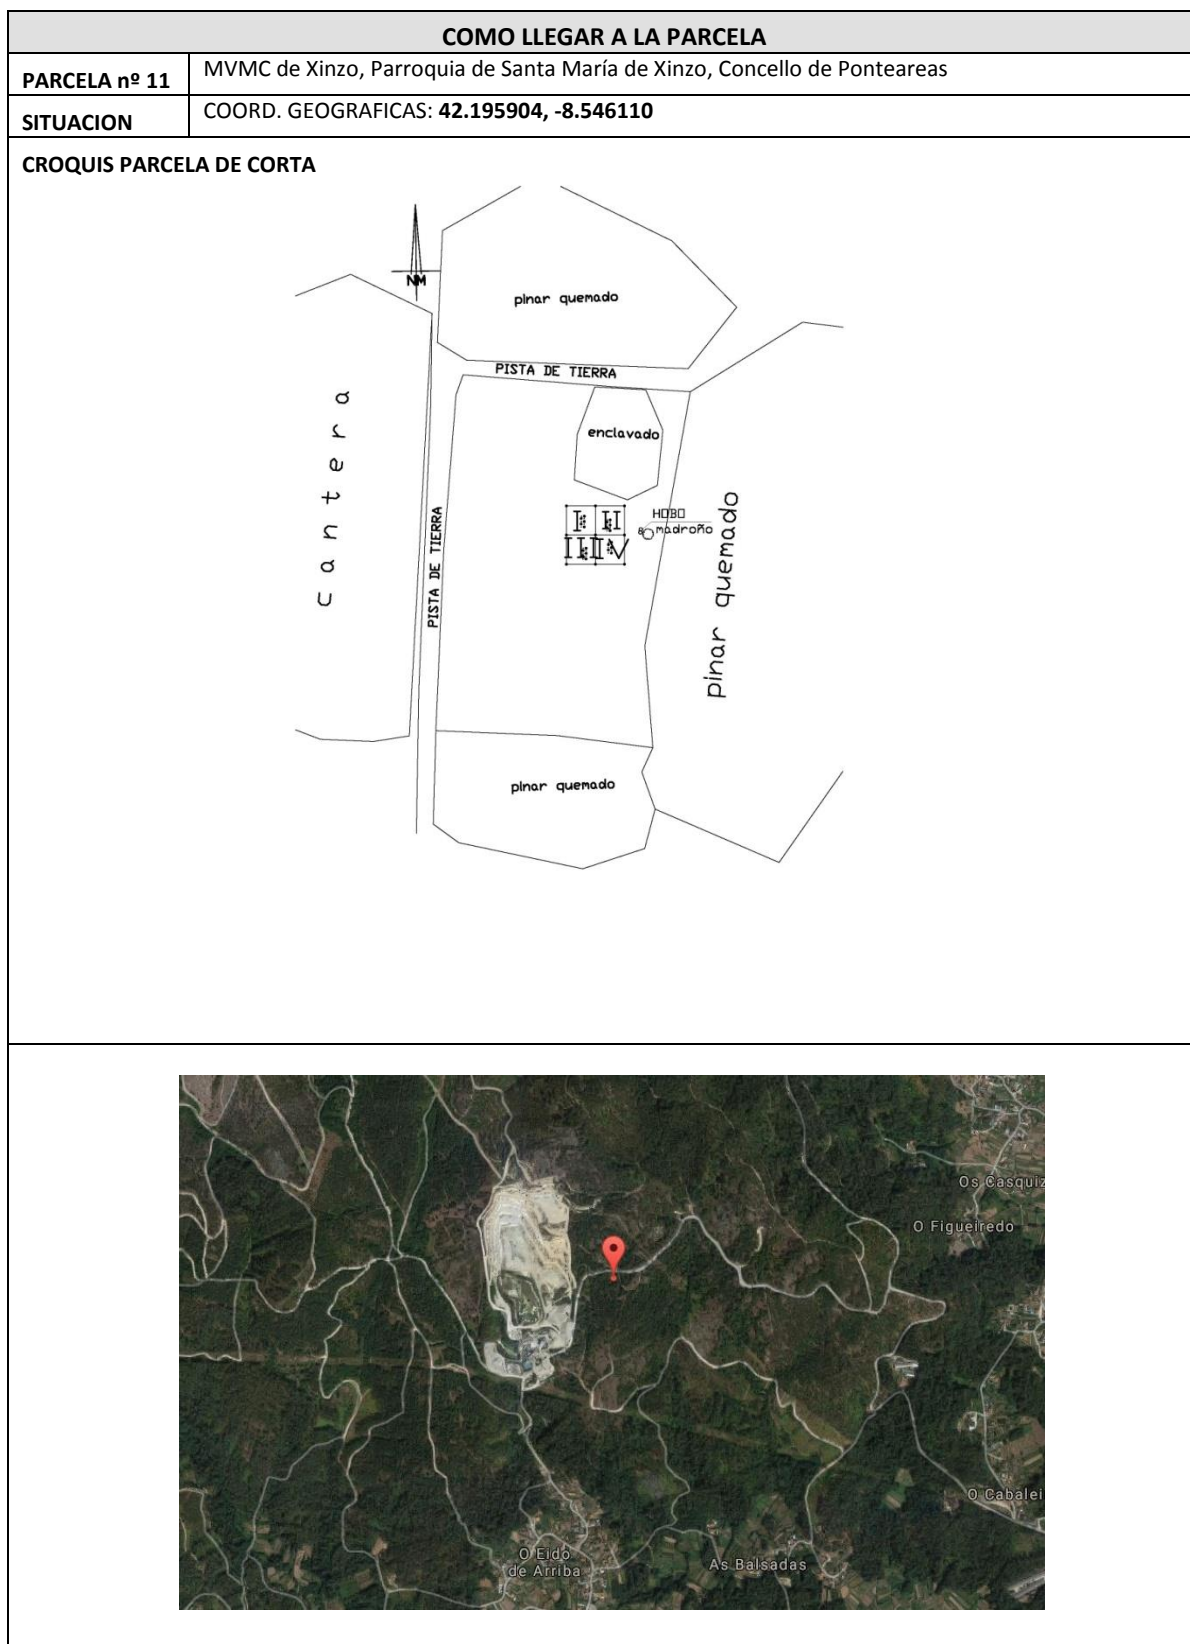 COMO LLEGAR A LA PARCELA
PARCELA nº 11
MVMC de Xinzo, Parroquia de Santa María de Xinzo, Concello de Ponteareas
SITUACION
COORD. GEOGRAFICAS: 42.195904, -8.546110
CROQUIS PARCELA DE CORTA
NM
pinar quemado
PISTA DE TIERRA
cantera
enclavado
PISTA DE TIERRA
I II
HOBO
madroño
III IV
pinar quemado
pinar quemado
Os Casquiz
O Figueiredo
O Cabalei
O Eido
de Arriba
As Balsadas